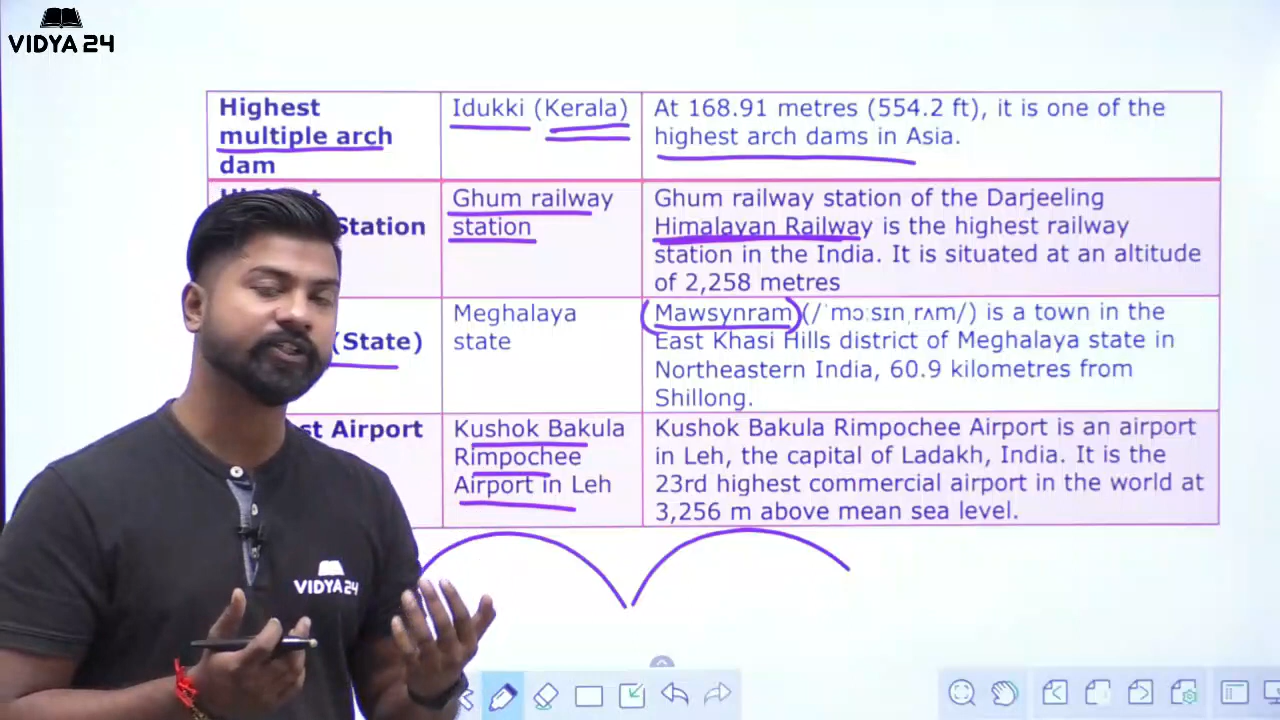 VIDYA 24
Highest
multiple arch
dam
Idukki (Kerala)
At 168.91 metres (554.2 ft), it is one of the
highest arch dams in Asia.
Station
Ghum railway
station
Ghum railway station of the Darjeeling
Himalayan Railway is the highest railway
station in the India. It is situated at an altitude
of 2,258 metres
(State)
Meghalaya
state
Mawsynram (/ˈmɔːsɪnˌrʌm/) is a town in the
East Khasi Hills district of Meghalaya state in
Northeastern India, 60.9 kilometres from
Shillong.
st Airport
Kushok Bakula
Rimpochee
Airport in Leh
Kushok Bakula Rimpochee Airport is an airport
in Leh, the capital of Ladakh, India. It is the
23rd highest commercial airport in the world at
3,256 m above mean sea level.
VIDYA 24